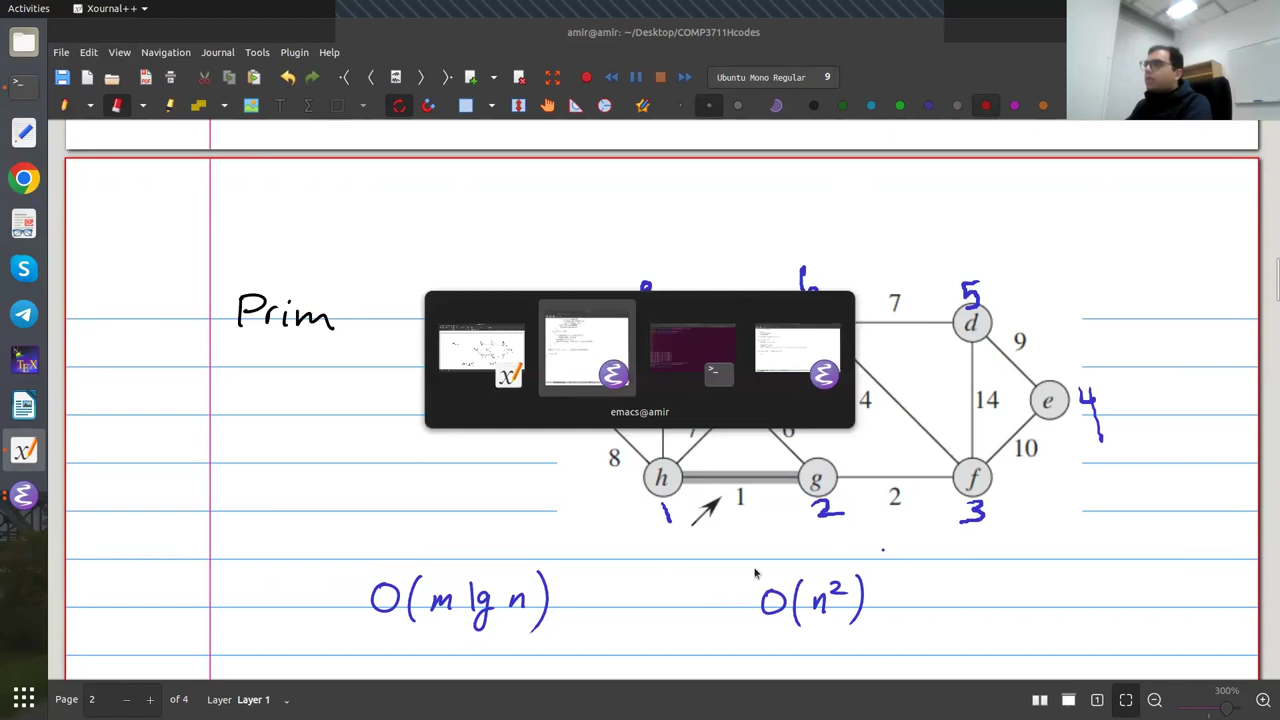 Activities Xournal++
amir@amir: ~/Desktop/COMP3711Hcodes
File Edit View Navigation Journal Tools Plugin Help
Ubuntu Mono Regular 9
Prim
6 5
7 d
9
4 14 e 4
8 10
h g f
1 2
1 2 3
emacs@amir
O(m lg n) O(n²)
Page 2 of 4 Layer Layer 1
300%